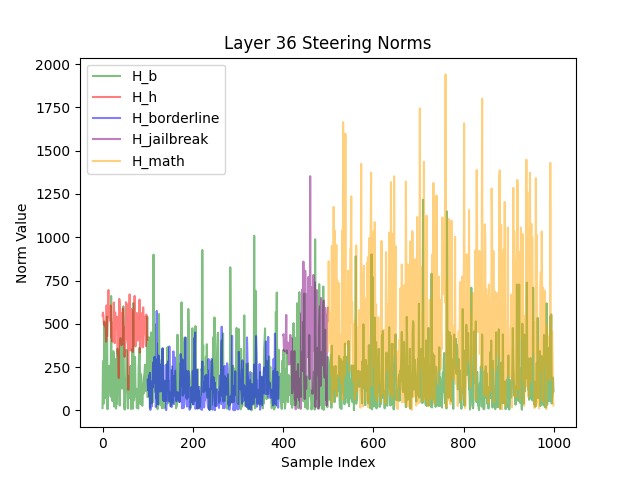 Layer 36 Steering Norms
2000
1750
1500
1250
1000
750
500
250
0
Norm Value
H_b
H_h
H_borderline
H_jailbreak
H_math
0 200 400 600 800 1000
Sample Index